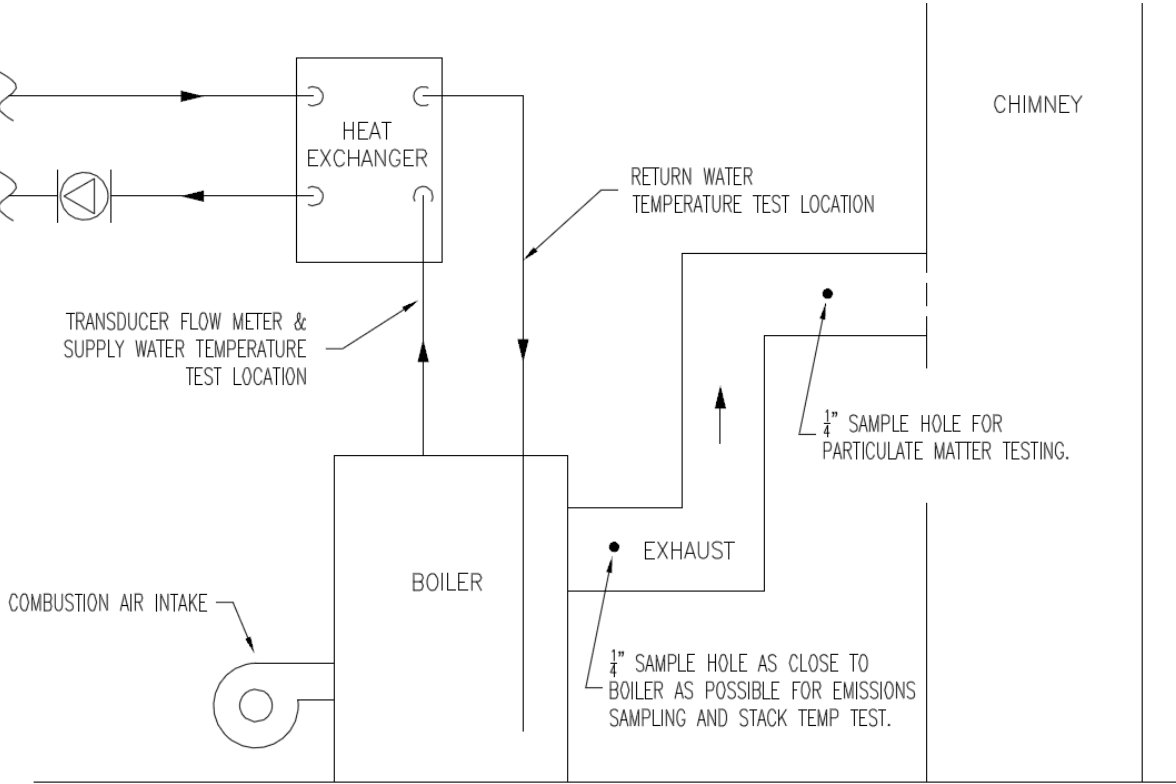 CHIMNEY
HEAT
EXCHANGER
RETURN WATER
TEMPERATURE TEST LOCATION
TRANSDUCER FLOW METER &
SUPPLY WATER TEMPERATURE
TEST LOCATION
1/4" SAMPLE HOLE FOR
PARTICULATE MATTER TESTING.
EXHAUST
BOILER
COMBUSTION AIR INTAKE
1/4" SAMPLE HOLE AS CLOSE TO
BOILER AS POSSIBLE FOR EMISSIONS
SAMPLING AND STACK TEMP TEST.